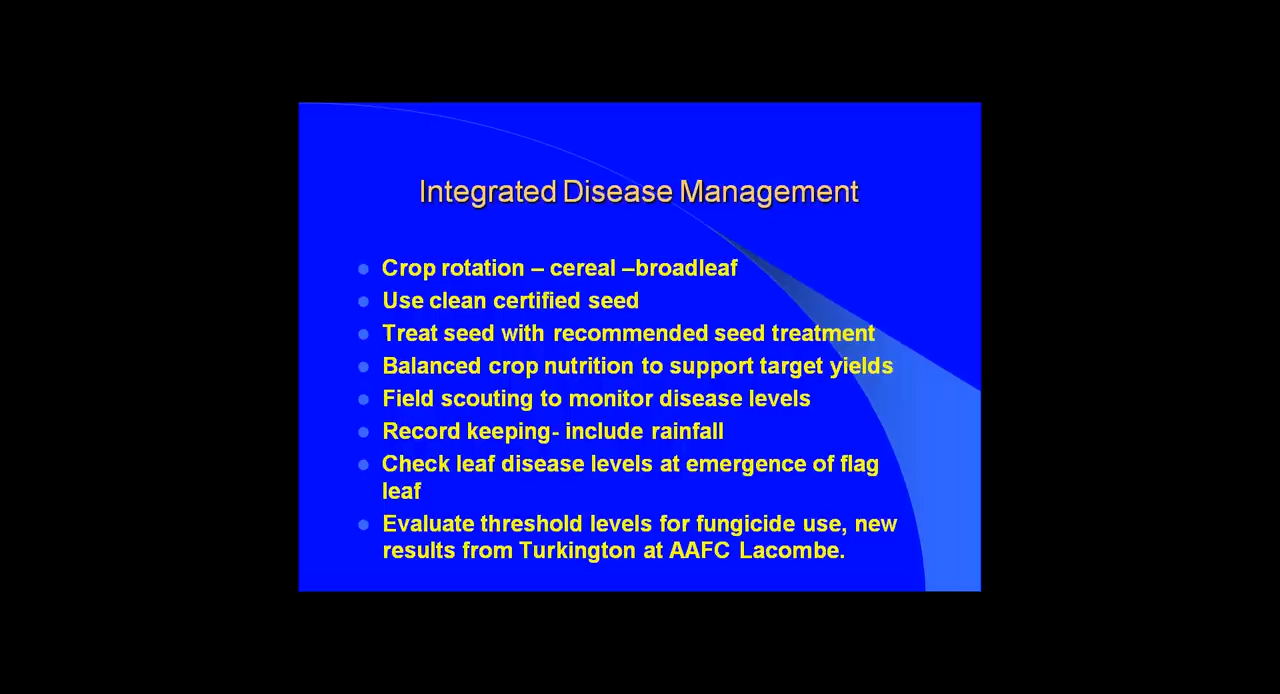 Integrated Disease Management
Crop rotation – cereal –broadleaf
Use clean certified seed
Treat seed with recommended seed treatment
Balanced crop nutrition to support target yields
Field scouting to monitor disease levels
Record keeping- include rainfall
Check leaf disease levels at emergence of flag
leaf
Evaluate threshold levels for fungicide use, new
results from Turkington at AAFC Lacombe.